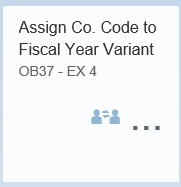 Assign Co. Code to
Fiscal Year Variant
OB37 - EX 4
...